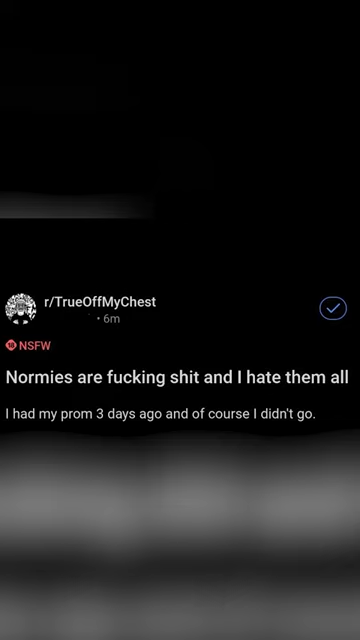 r/TrueOffMyChest
• 6m
18 NSFW
Normies are fucking shit and I hate them all
I had my prom 3 days ago and of course I didn't go.